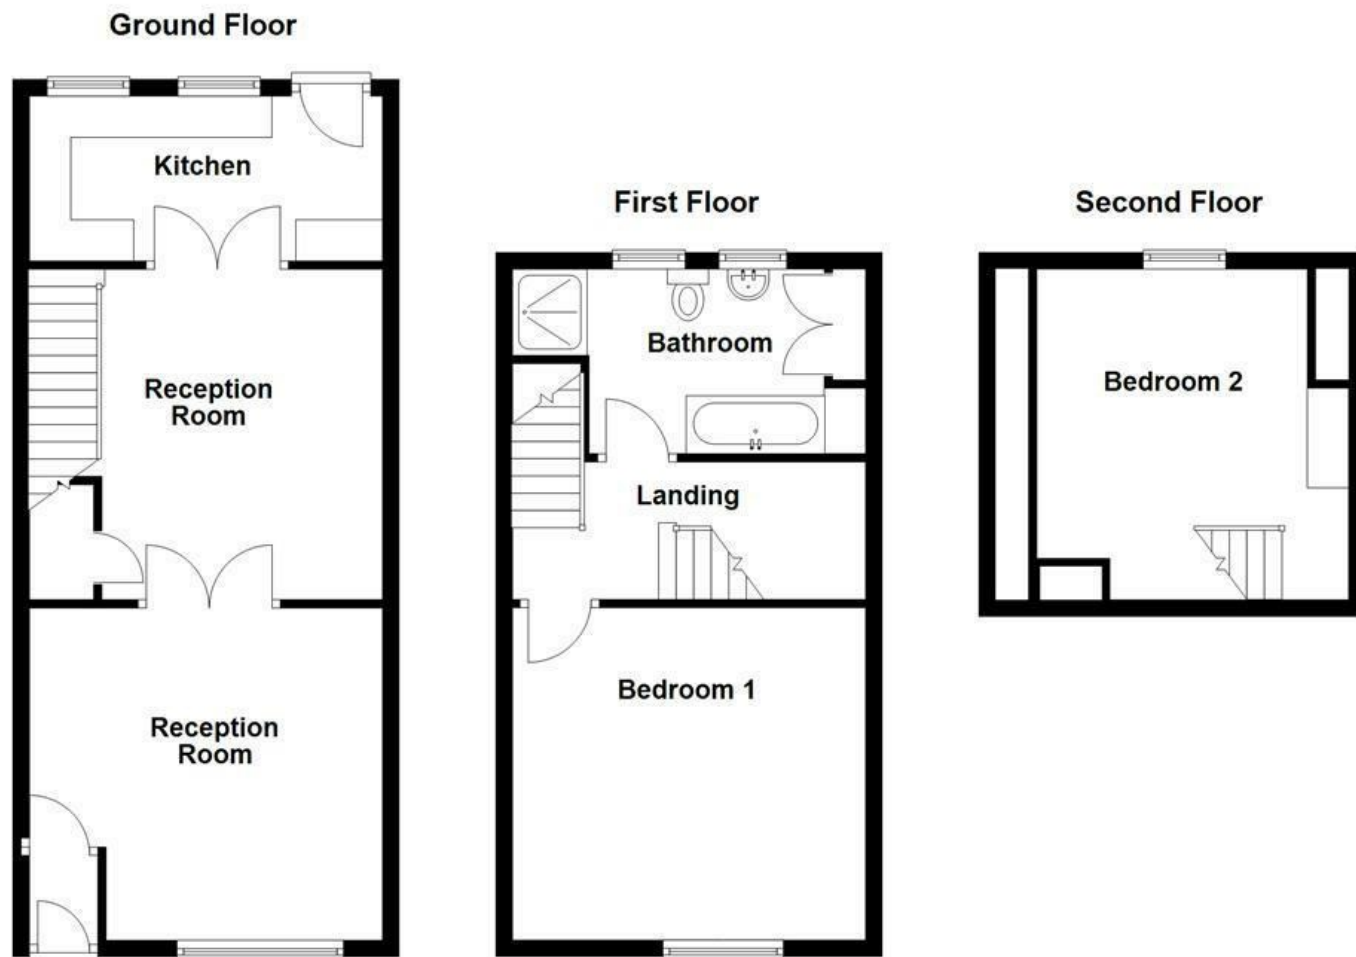 Ground Floor
Kitchen
Reception
Room
Reception
Room
First Floor
Bathroom
Landing
Bedroom 1
Second Floor
Bedroom 2